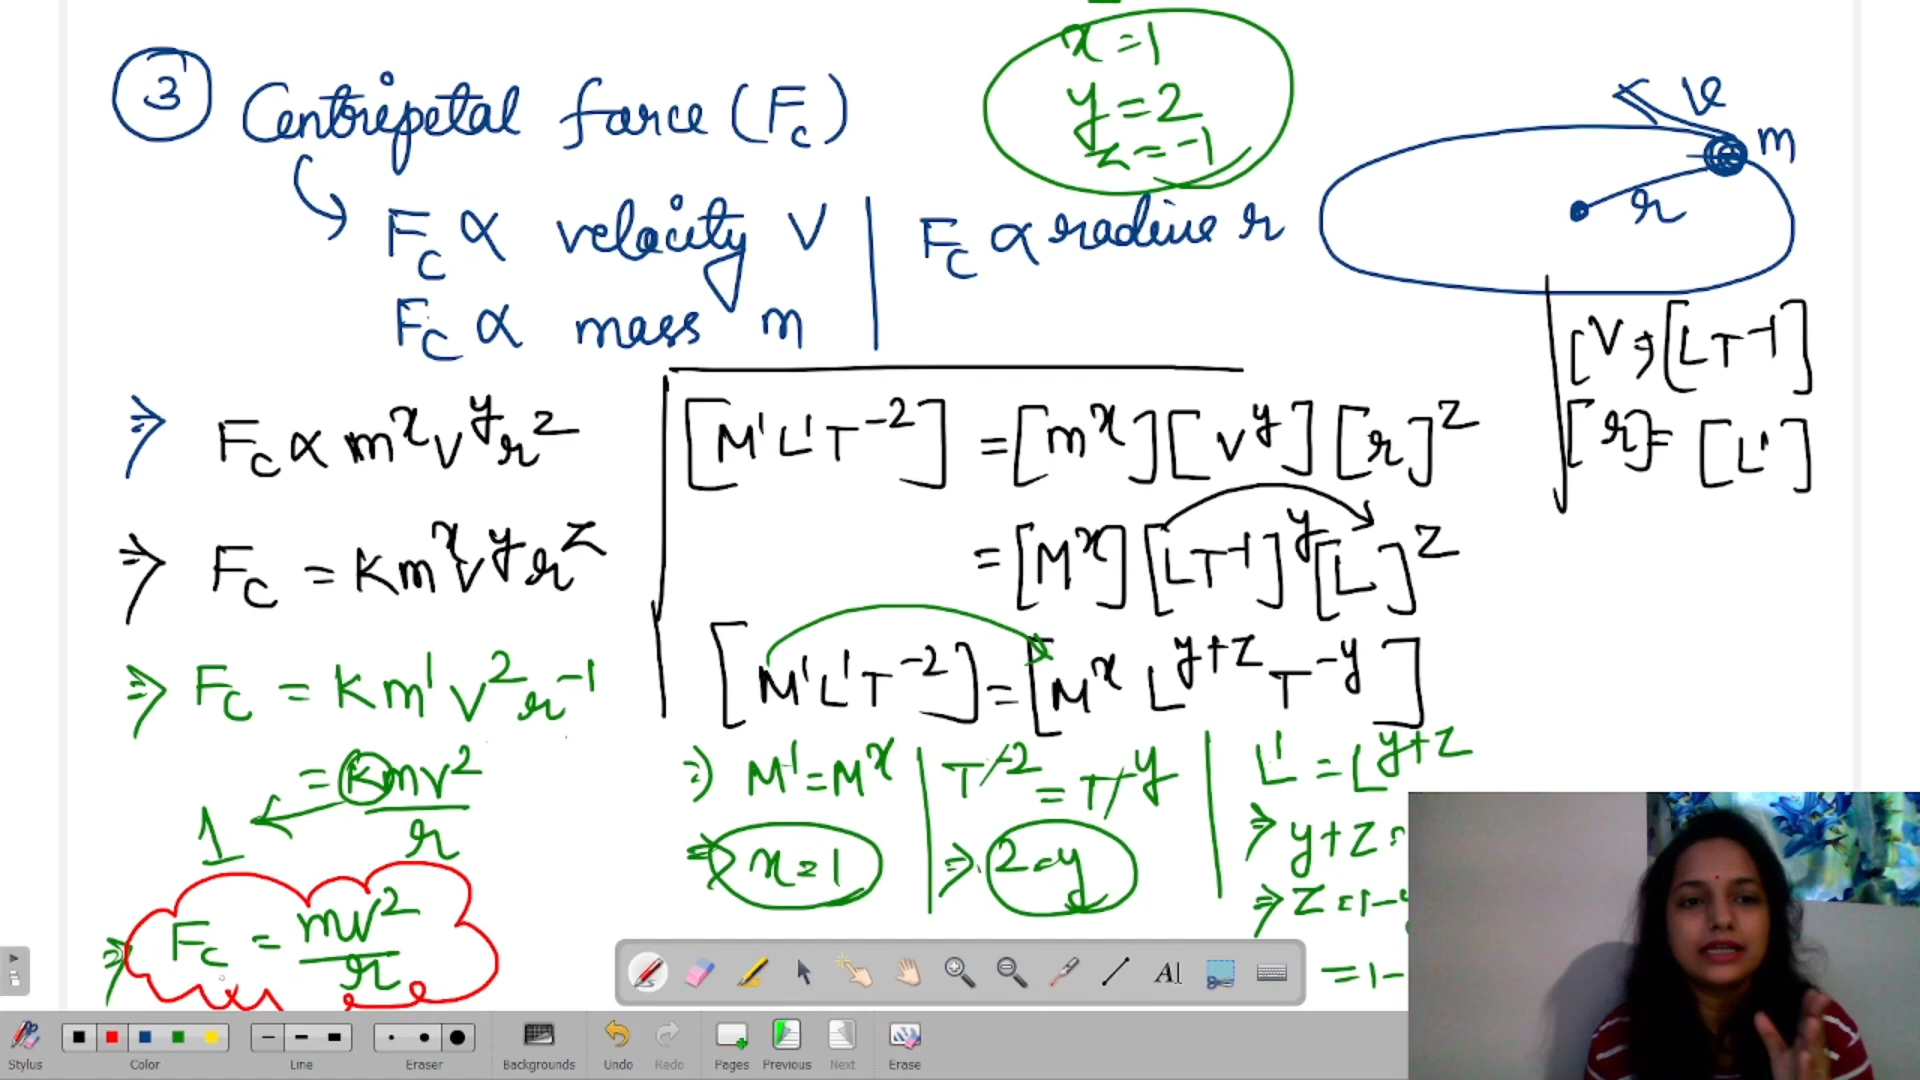 3 Centripetal force (Fc)
x = 1
y = 2
z = -1
v
m
r
Fc ∝ velocity v | Fc ∝ radius r
Fc ∝ mass m
[V] = [LT⁻¹]
[r] = [L¹]
⇒ Fc ∝ mˣ vʸ rᶻ
⇒ Fc = K mˣ vʸ rᶻ
⇒ Fc = K m¹ v² r⁻¹
= kmv²/r
1
⇒ Fc = mv²/r
[M¹L¹T⁻²] = [mˣ][vʸ][r]ᶻ
= [Mˣ][LT⁻¹]ʸ[L]ᶻ
[M¹L¹T⁻²] = [Mˣ Lʸ⁺ᶻ T⁻ʸ]
⇒ M¹ = Mˣ | T⁻² = T⁻ʸ | L¹ = Lʸ⁺ᶻ
⇒ x = 1
⇒ 2 = y
⇒ y + z =
⇒ z = 1 -
= 1 -
AI
Stylus
Color
Line
Eraser
Backgrounds
Undo
Redo
Pages
Previous
Next
Erase